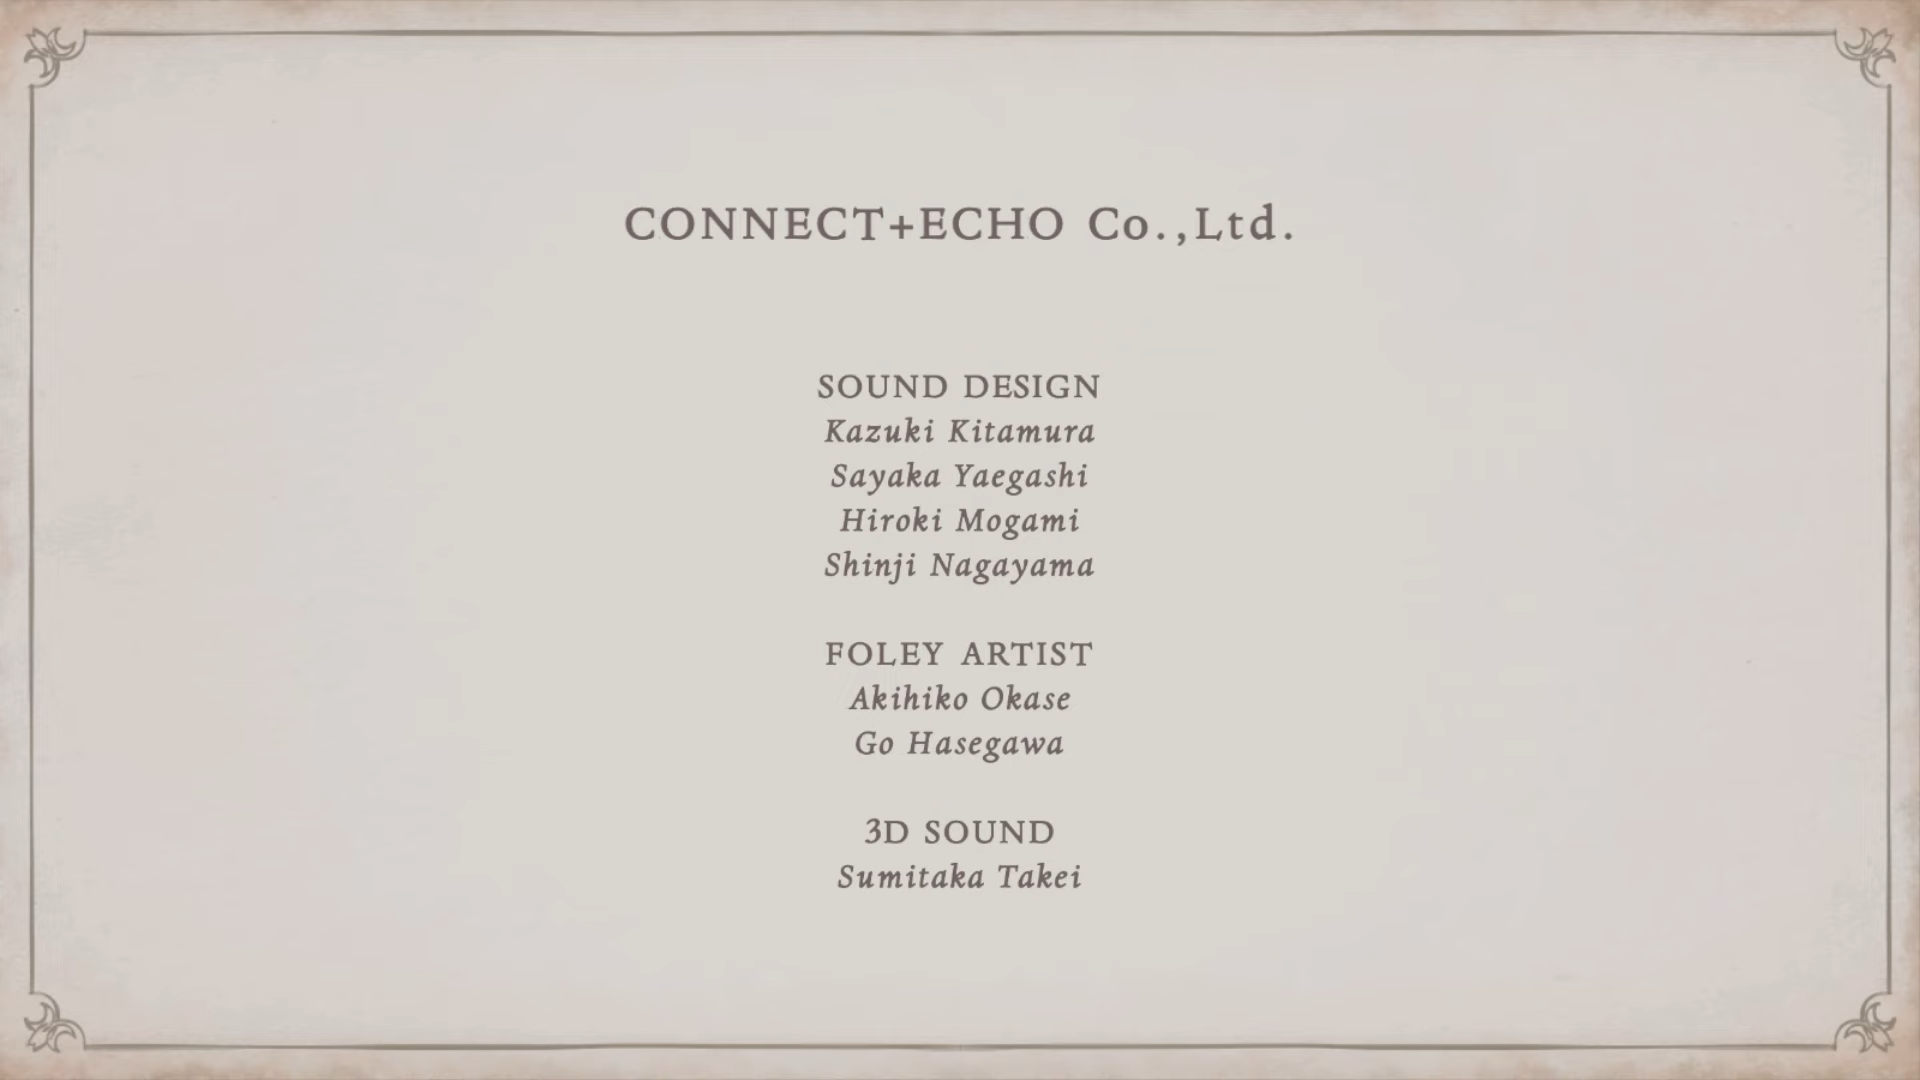 CONNECT+ECHO Co.,Ltd.
SOUND DESIGN
Kazuki Kitamura
Sayaka Yaegashi
Hiroki Mogami
Shinji Nagayama
FOLEY ARTIST
Akihiko Okase
Go Hasegawa
3D SOUND
Sumitaka Takei